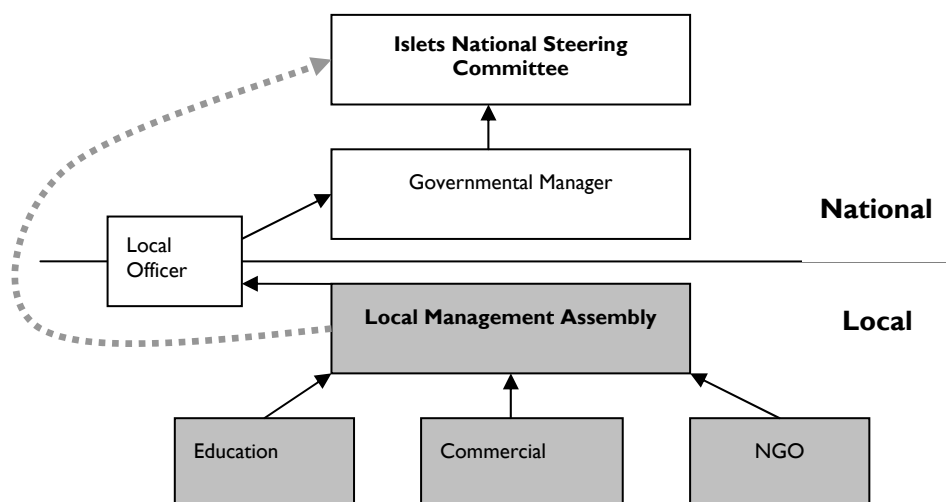 Islets National Steering
Committee
Governmental Manager
National
Local
Officer
Local Management Assembly
Local
Education
Commercial
NGO